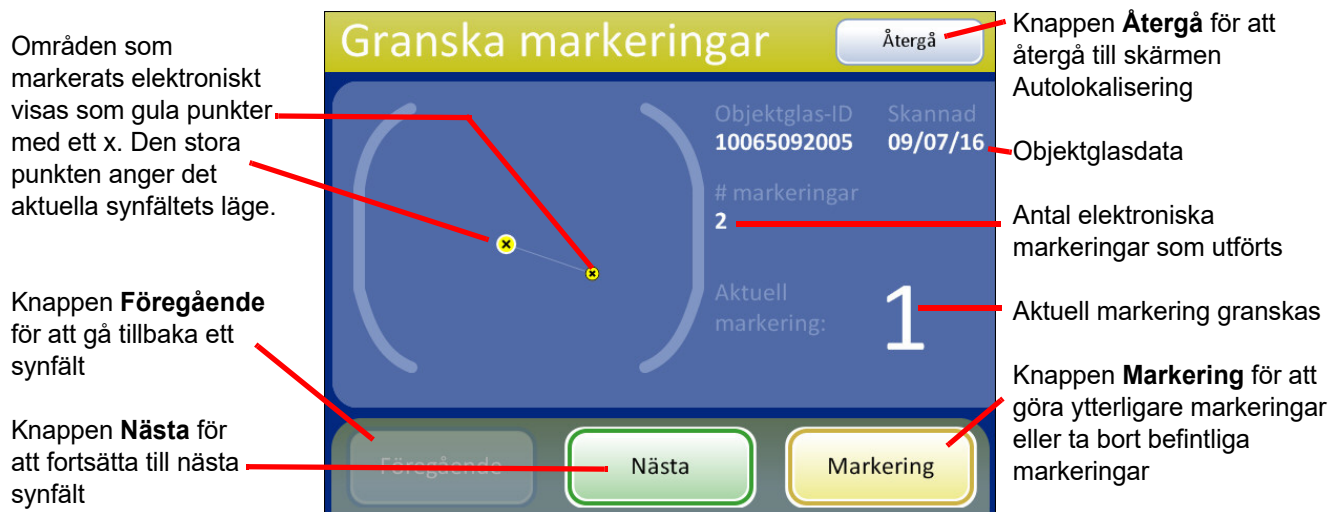 Områden som
markerats elektroniskt
visas som gula punkter
med ett x. Den stora
punkten anger det
aktuella synfältets läge.
Knappen Föregående
för att gå tillbaka ett
synfält
Knappen Nästa för
att fortsätta till nästa
synfält
Granska markeringar
Återgå
Objektglas-ID
10065092005
Skannad
09/07/16
# markeringar
2
Aktuell
markering:
1
Föregående
Nästa
Markering
Knappen Återgå för att
återgå till skärmen
Autolokalisering
Objektglasdata
Antal elektroniska
markeringar som utförts
Aktuell markering granskas
Knappen Markering för att
göra ytterligare markeringar
eller ta bort befintliga
markeringar